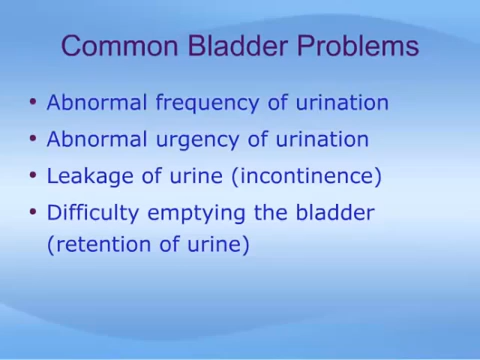 Common Bladder Problems
• Abnormal frequency of urination
• Abnormal urgency of urination
• Leakage of urine (incontinence)
• Difficulty emptying the bladder
(retention of urine)